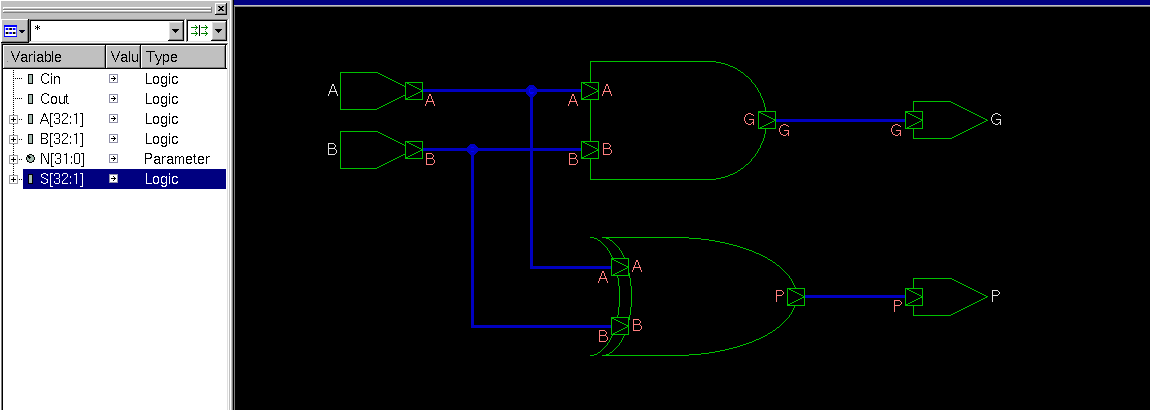 *
Variable Valu Type
Cin Logic
Cout Logic
A[32:1] Logic
B[32:1] Logic
N[31:0] Parameter
S[32:1] Logic
A A A A
B B B B
G G G G
A A
B B
P P P